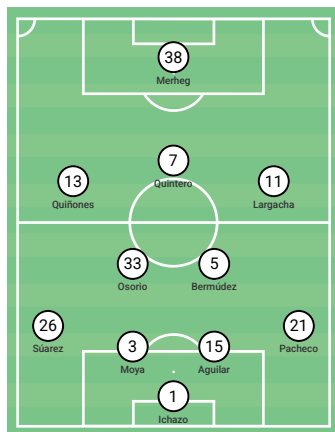 38
Merheg
7
Quintero
13
Quiñones
11
Largacha
33
Osorio
5
Bermúdez
26
Súarez
21
Pacheco
3
Moya
15
Aguilar
1
Ichazo